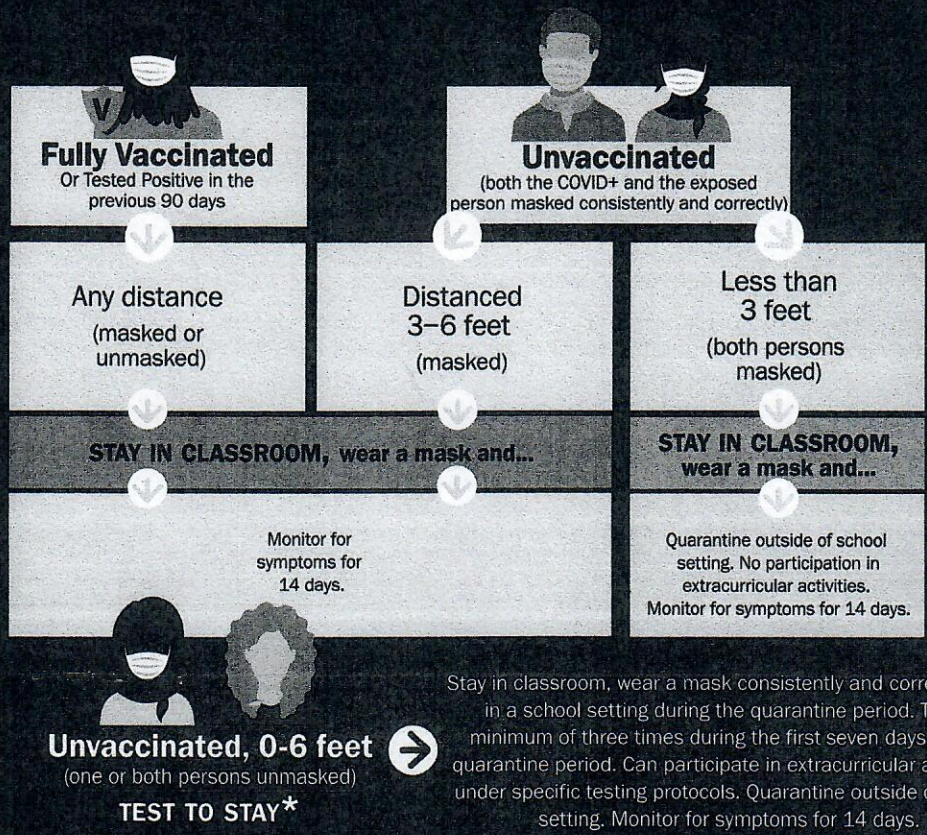 V
Fully Vaccinated
Or Tested Positive in the
previous 90 days
Unvaccinated
(both the COVID+ and the exposed
person masked consistently and correctly)
Any distance
(masked or
unmasked)
Distanced
3–6 feet
(masked)
Less than
3 feet
(both persons
masked)
STAY IN CLASSROOM, wear a mask and...
STAY IN CLASSROOM,
wear a mask and...
Monitor for
symptoms for
14 days.
Quarantine outside of school
setting. No participation in
extracurricular activities.
Monitor for symptoms for 14 days.
Unvaccinated, 0-6 feet
(one or both persons unmasked)
TEST TO STAY*
Stay in classroom, wear a mask consistently and
in a school setting during the quarantine period.
minimum of three times during the first seven days
quarantine period. Can participate in extracurricular
under specific testing protocols. Quarantine outside
setting. Monitor for symptoms for 14 days.